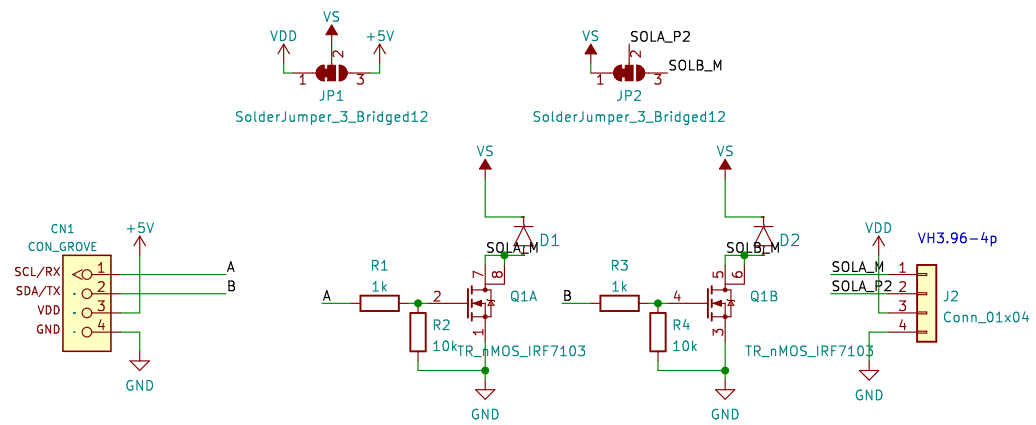 VDD
VS
+5V
1
2
3
JP1
SolderJumper_3_Bridged12
VS
SOLA_P2
SOLB_M
1
2
3
JP2
SolderJumper_3_Bridged12
CN1
CON_GROVE
+5V
SCL/RX
1
A
SDA/TX
2
B
VDD
3
GND
4
GND
VS
D1
SOLA_M
7
8
R1
1k
A
2
Q1A
R2
10k
1
TR_nMOS_IRF7103
GND
VS
D2
SOLB_M
5
6
R3
1k
B
4
Q1B
R4
10k
3
TR_nMOS_IRF7103
GND
VDD
VH3.96-4p
SOLA_M
1
SOLA_P2
2
3
4
J2
Conn_01x04
GND